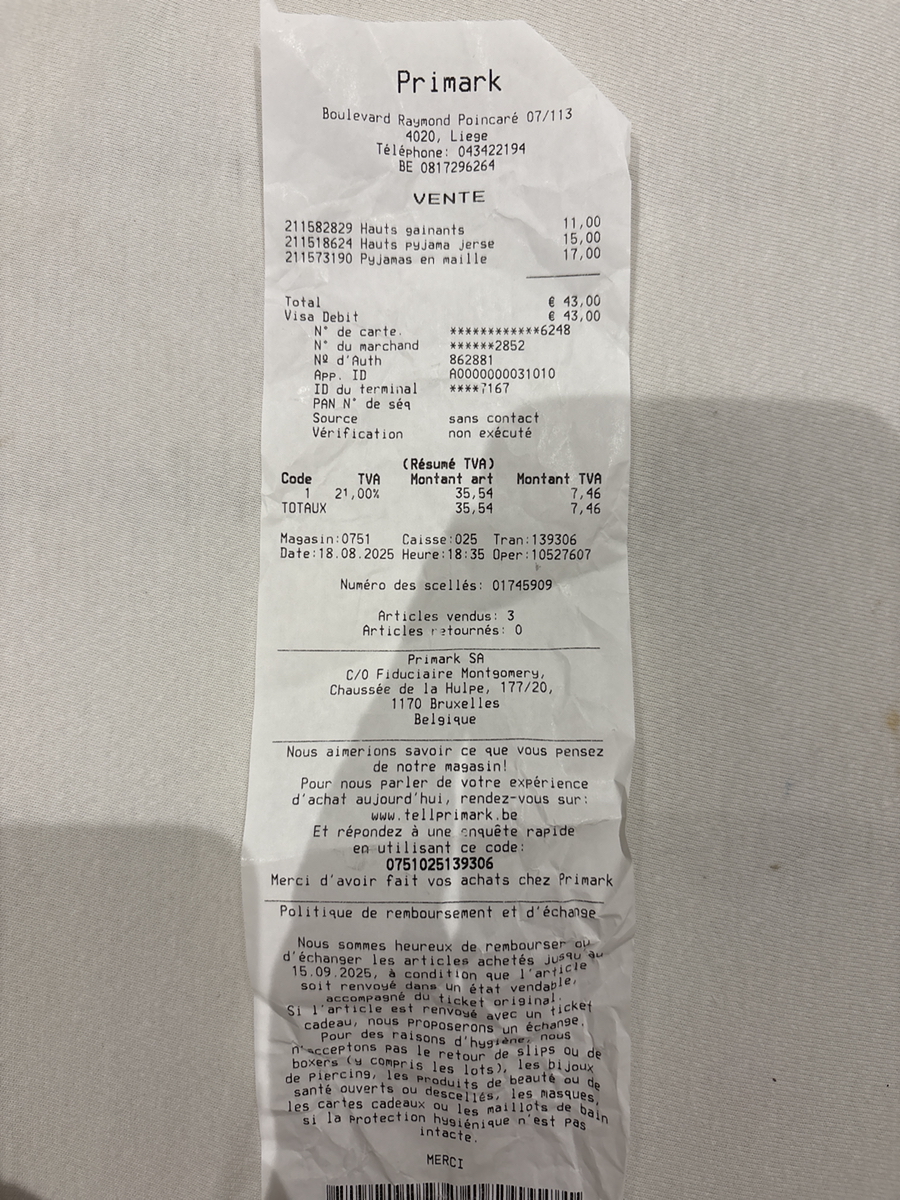 Primark
Boulevard Raymond Poincaré 07/113
4020, Liege
Téléphone: 043422194
BE 0817296264
VENTE
211582829 Hauts gainants 11,00
211518624 Hauts pyjama jerse 15,00
211573190 Pyjamas en maille 17,00
Total € 43,00
Visa Debit € 43,00
N° de carte. ************6248
N° du marchand ******2852
Nº d'Auth 862881
App. ID A0000000031010
ID du terminal ****7167
PAN N° de séq
Source sans contact
Vérification non exécuté
(Résumé TVA)
Code TVA Montant art Montant TVA
1 21,00% 35,54 7,46
TOTAUX 35,54 7,46
Magasin:0751 Caisse:025 Tran:139306
Date:18.08.2025 Heure:18:35 Oper:10527607
Numéro des scellés: 01745909
Articles vendus: 3
Articles retournés: 0
Primark SA
C/O Fiduciaire Montgomery,
Chaussée de la Hulpe, 177/20,
1170 Bruxelles
Belgique
Nous aimerions savoir ce que vous pensez
de notre magasin!
Pour nous parler de votre expérience
d'achat aujourd'hui, rendez-vous sur:
www.tellprimark.be
Et répondez à une enquête rapide
en utilisant ce code:
0751025139306
Merci d'avoir fait vos achats chez Primark
Politique de remboursement et d'échange
Nous sommes heureux de rembourser ou
d'échanger les articles achetés jusqu'au
15.09.2025, à condition que l'article
soit renvoyé dans un état vendable,
accompagné du ticket original.
Si l'article est renvoyé avec un ticket
cadeau, nous proposerons un échange.
Pour des raisons d'hygiène, nous
n'acceptons pas le retour de slips ou de
boxers (y compris les lots), les bijoux
de piercing, les produits de beauté ou de
santé ouverts ou descellés, les masques,
les cartes cadeaux ou les maillots de bain
si la protection hygiénique n'est pas
intacte.
MERCI